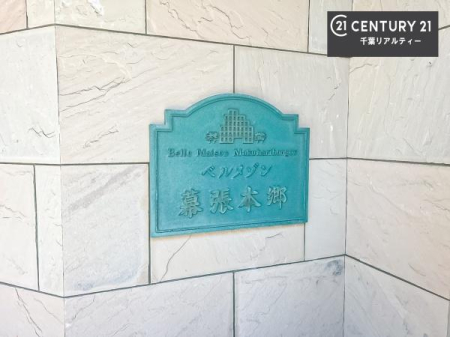 CENTURY 21
千葉リアルティー
Belle Maison Makuharihongo
ベルメゾン
幕張本郷